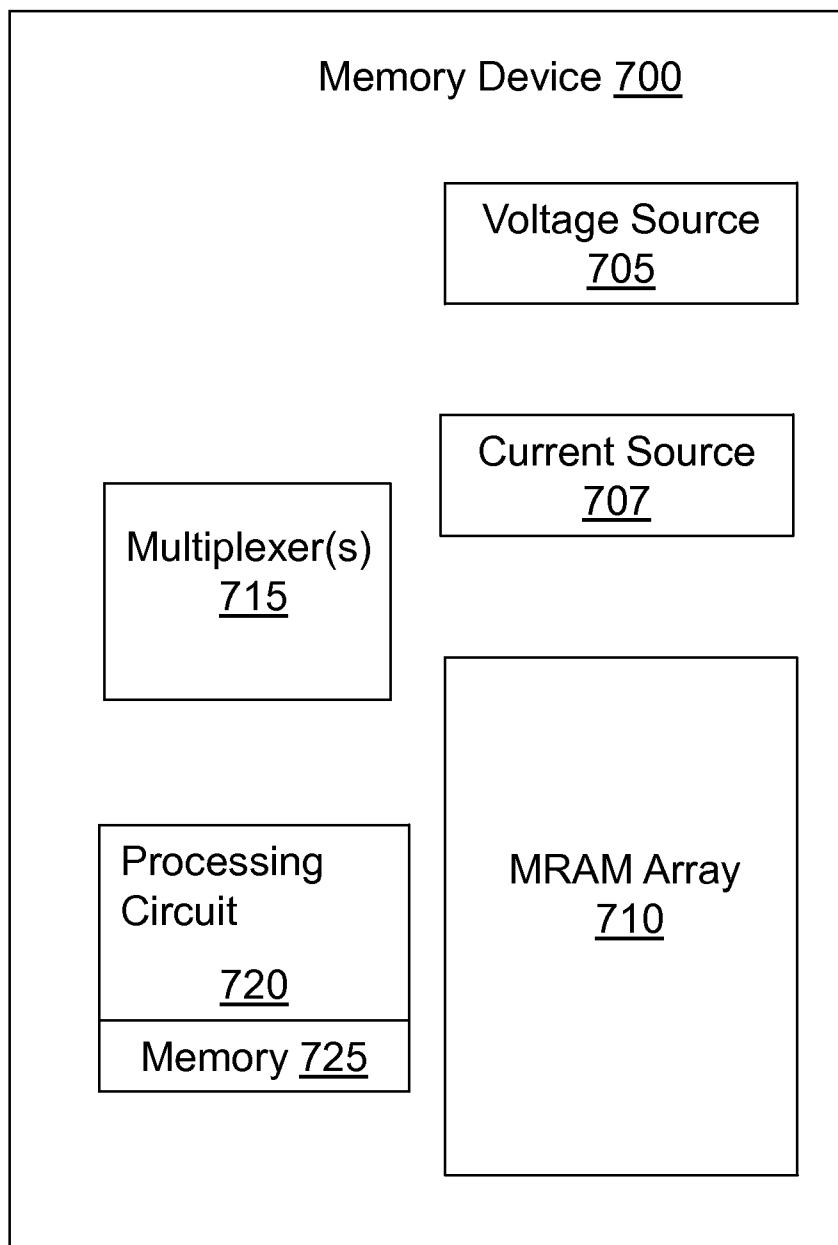 Memory Device 700
Voltage Source
705
Current Source
707
Multiplexer(s)
715
Processing
Circuit
720
Memory 725
MRAM Array
710